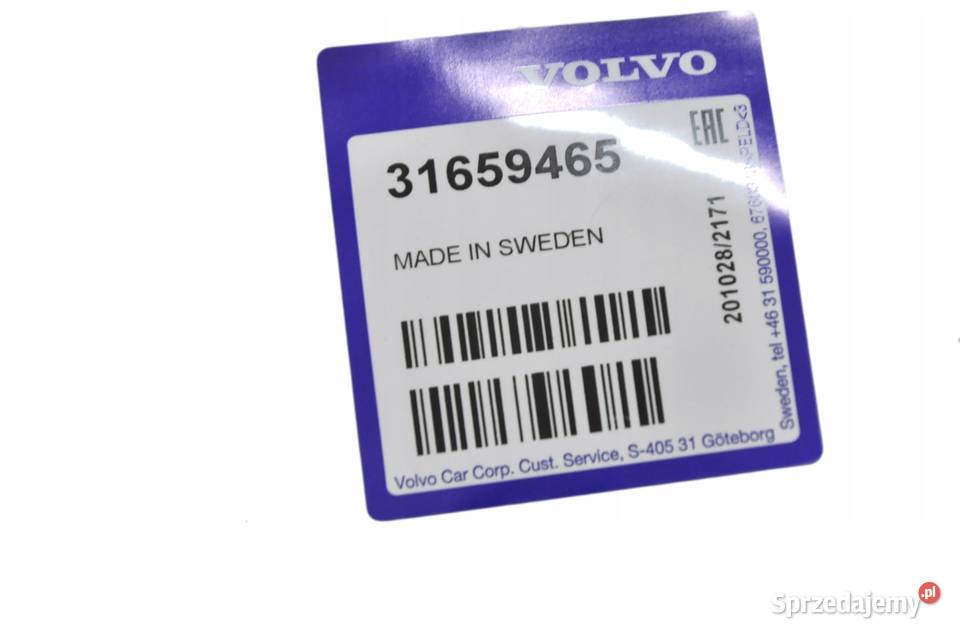 VOLVO
EAC
31659465
MADE IN SWEDEN
201028/2171
Volvo Car Corp. Cust. Service, S-405 31 Göteborg
Sweden, tel +46 31 590000,
Sprzedajemy.pl